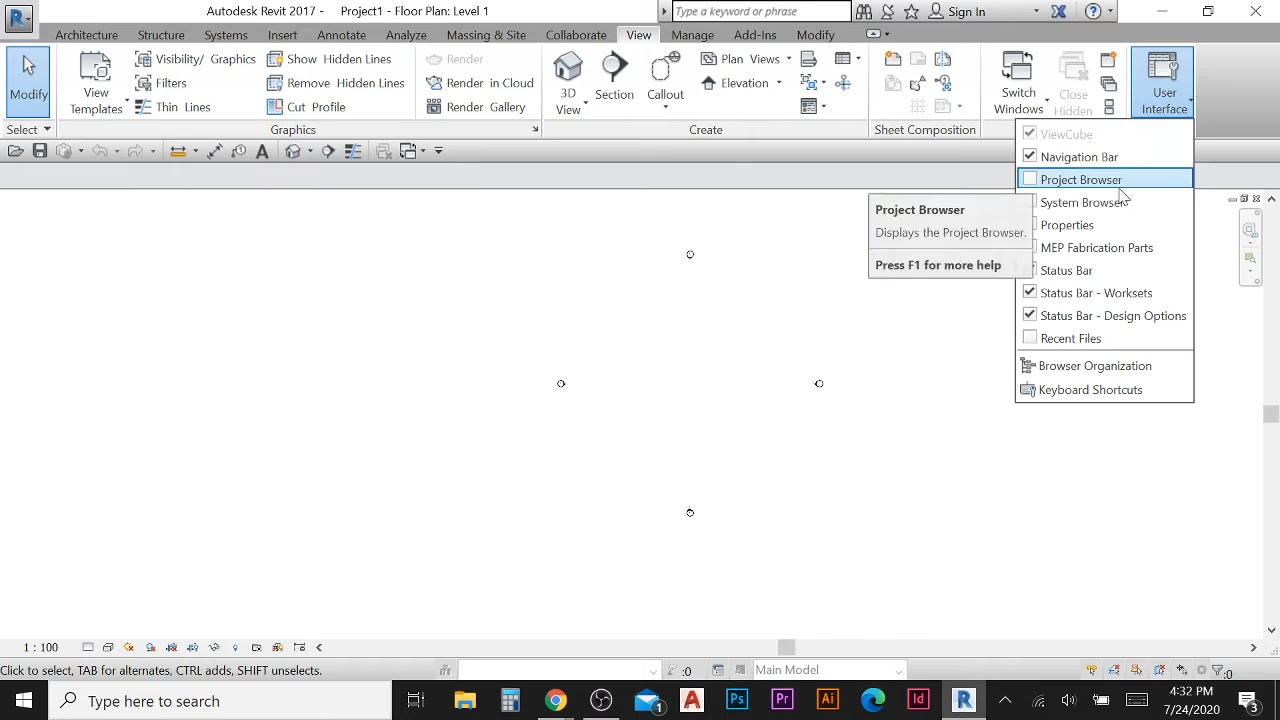 Autodesk Revit 2017 - Project1 - Floor Plan: Level 1
Type a keyword or phrase
Sign In
Architecture Structure Systems Insert Annotate Analyze Massing & Site Collaborate View Manage Add-Ins Modify
Modify
View
Templates
Visibility/ Graphics
Filters
Thin Lines
Show Hidden Lines
Remove Hidden Lines
Cut Profile
Render
Render in Cloud
Render Gallery
3D
View
Section
Callout
Plan Views
Elevation
Switch
Windows
Close
Hidden
User
Interface
Select
Graphics
Create
Sheet Composition
ViewCube
Navigation Bar
Project Browser
System Browser
Properties
MEP Fabrication Parts
Status Bar
Status Bar - Worksets
Status Bar - Design Options
Recent Files
Browser Organization
Keyboard Shortcuts
Project Browser
Displays the Project Browser.
Press F1 for more help
1 : 100
Click to select, TAB for alternates, CTRL adds, SHIFT unselects.
:0
Main Model
:0
Type here to search
1
A
Ps
Pr
Ai
Id
R
4:32 PM
7/24/2020
3